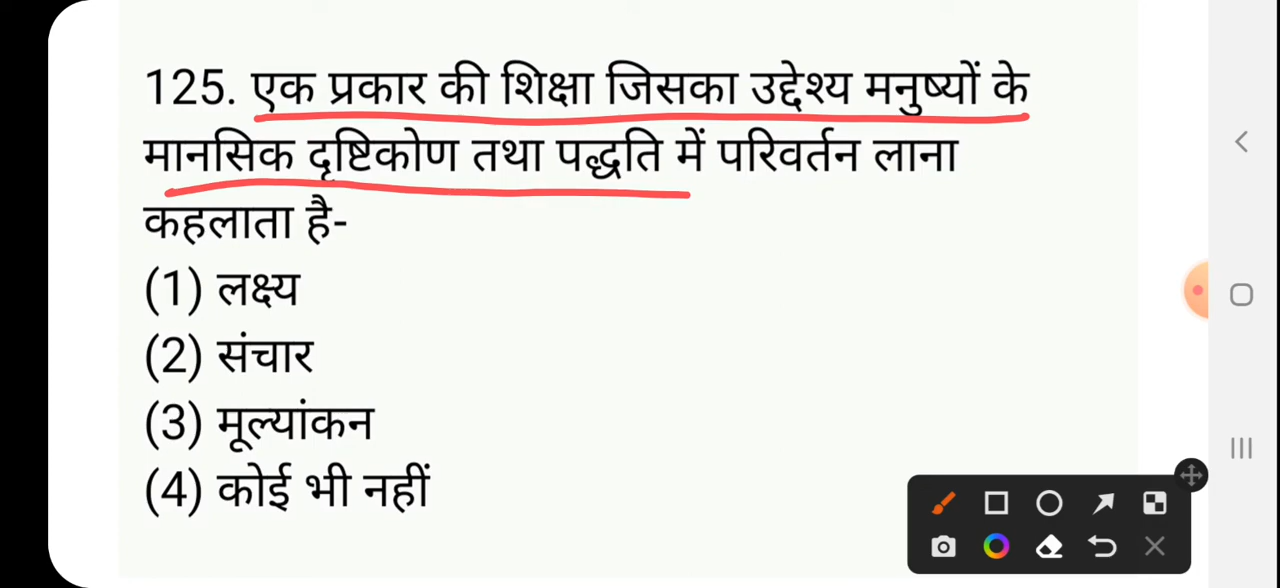 125. एक प्रकार की शिक्षा जिसका उद्देश्य मनुष्यों के
मानसिक दृष्टिकोण तथा पद्धति में परिवर्तन लाना
कहलाता है-
(1) लक्ष्य
(2) संचार
(3) मूल्यांकन
(4) कोई भी नहीं